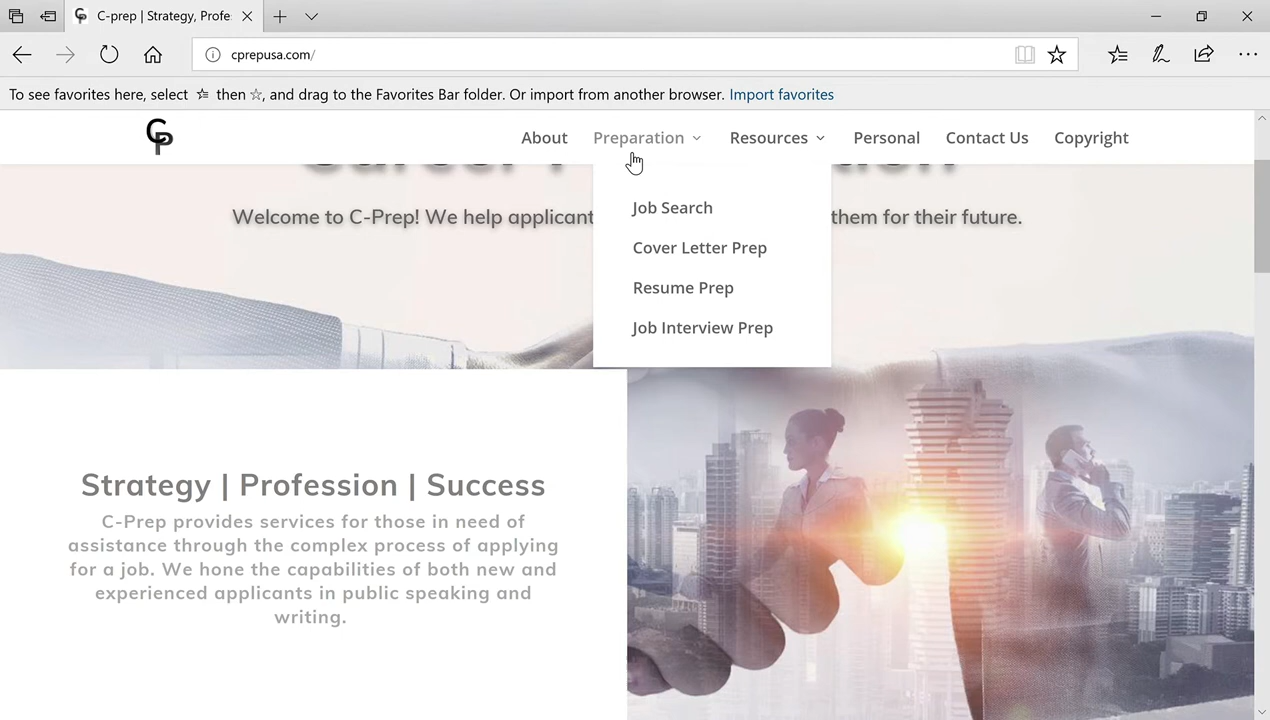 C-prep | Strategy, Profe
cprepusa.com/
To see favorites here, select then , and drag to the Favorites Bar folder. Or import from another browser. Import favorites
CP
About Preparation Resources Personal Contact Us Copyright
Welcome to C-Prep! We help applicant them for their future.
Job Search
Cover Letter Prep
Resume Prep
Job Interview Prep
Strategy | Profession | Success
C-Prep provides services for those in need of
assistance through the complex process of applying
for a job. We hone the capabilities of both new and
experienced applicants in public speaking and
writing.